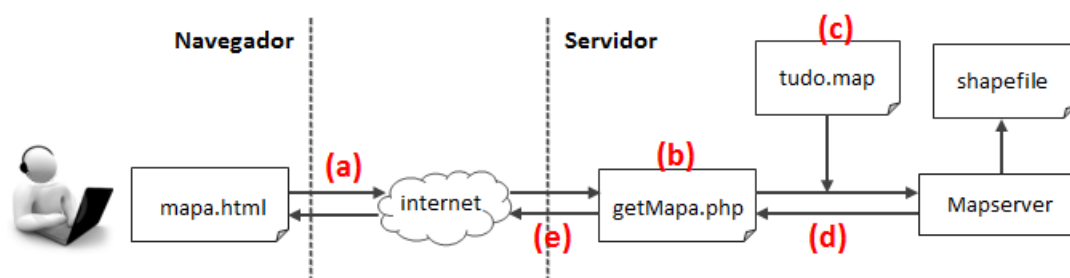 Navegador
Servidor
(c)
tudo.map
shapefile
(a)
(b)
mapa.html
internet
getMapa.php
Mapserver
(e)
(d)